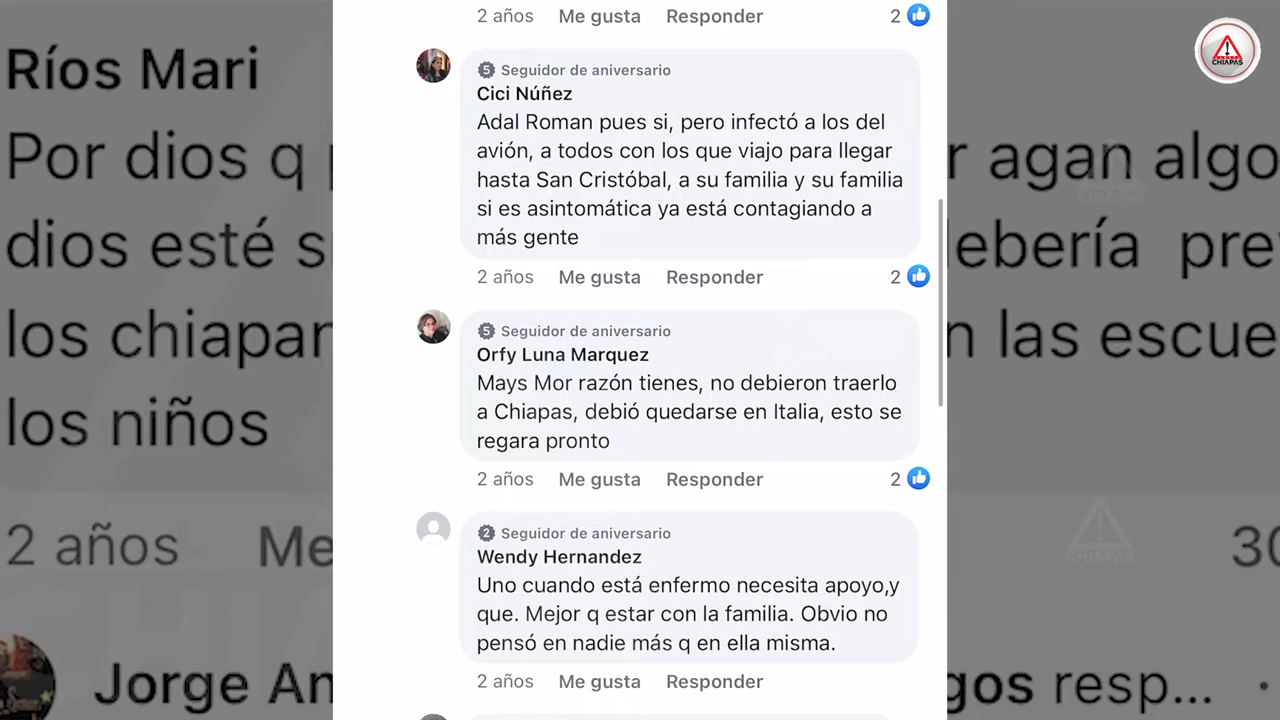 2 años Me gusta Responder 2
Seguidor de aniversario
Cici Núñez
Adal Roman pues si, pero infectó a los del
avión, a todos con los que viajo para llegar
hasta San Cristóbal, a su familia y su familia
si es asintomática ya está contagiando a
más gente
2 años Me gusta Responder 2
Seguidor de aniversario
Orfy Luna Marquez
Mays Mor razón tienes, no debieron traerlo
a Chiapas, debió quedarse en Italia, esto se
regara pronto
2 años Me gusta Responder 2
Seguidor de aniversario
Wendy Hernandez
Uno cuando está enfermo necesita apoyo,y
que. Mejor q estar con la familia. Obvio no
pensó en nadie más q en ella misma.
2 años Me gusta Responder
Ríos Mari
Por dios q
agan algo
dios esté s
los chiapan
las escue
los niños
2 años Me
30
Jorge An
gos resp...
CHIAPAS